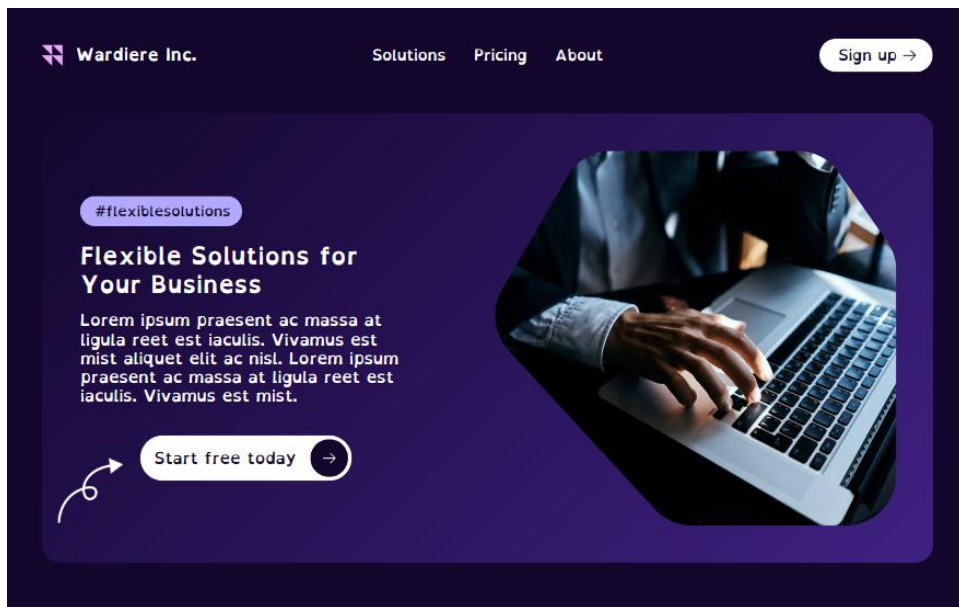 Wardiere Inc.
Solutions
Pricing
About
Sign up →
#flexiblesolutions
Flexible Solutions for
Your Business
Lorem ipsum praesent ac massa at
ligula reet est iaculis. Vivamus est
mist aliquet elit ac nisl. Lorem ipsum
praesent ac massa at ligula reet est
iaculis. Vivamus est mist.
Start free today →